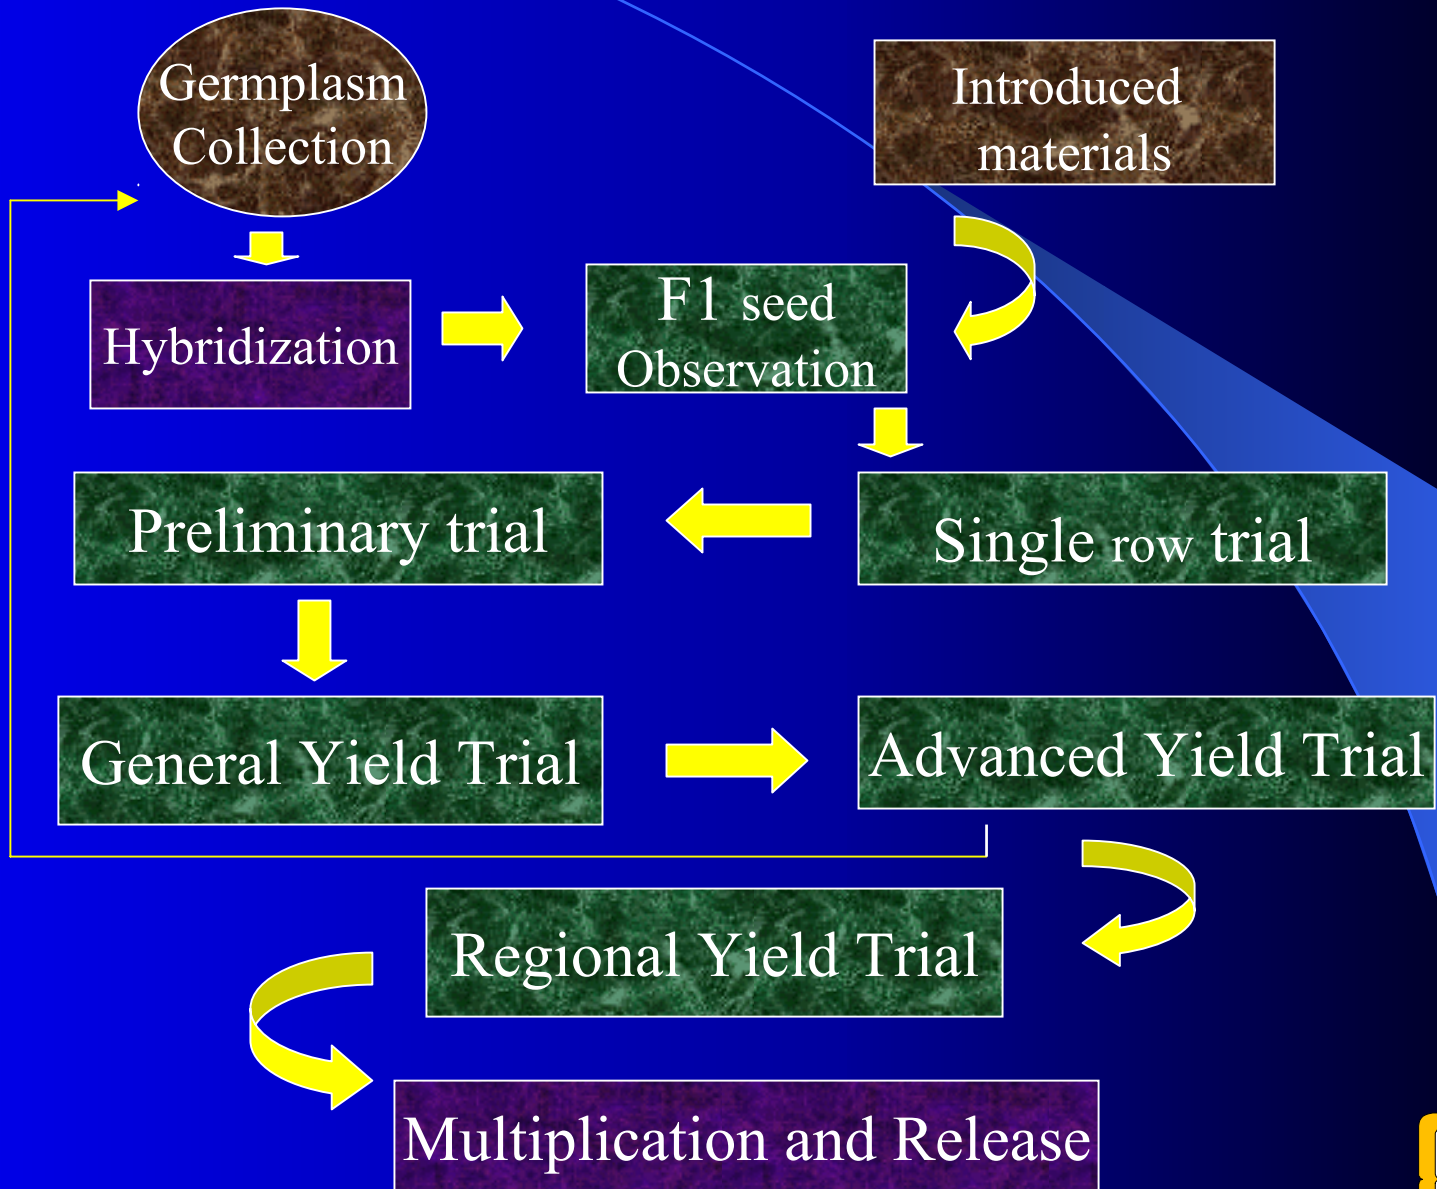 Germplasm
Collection
Introduced
materials
Hybridization
F1 seed
Observation
Preliminary trial
Single row trial
General Yield Trial
Advanced Yield Trial
Regional Yield Trial
Multiplication and Release